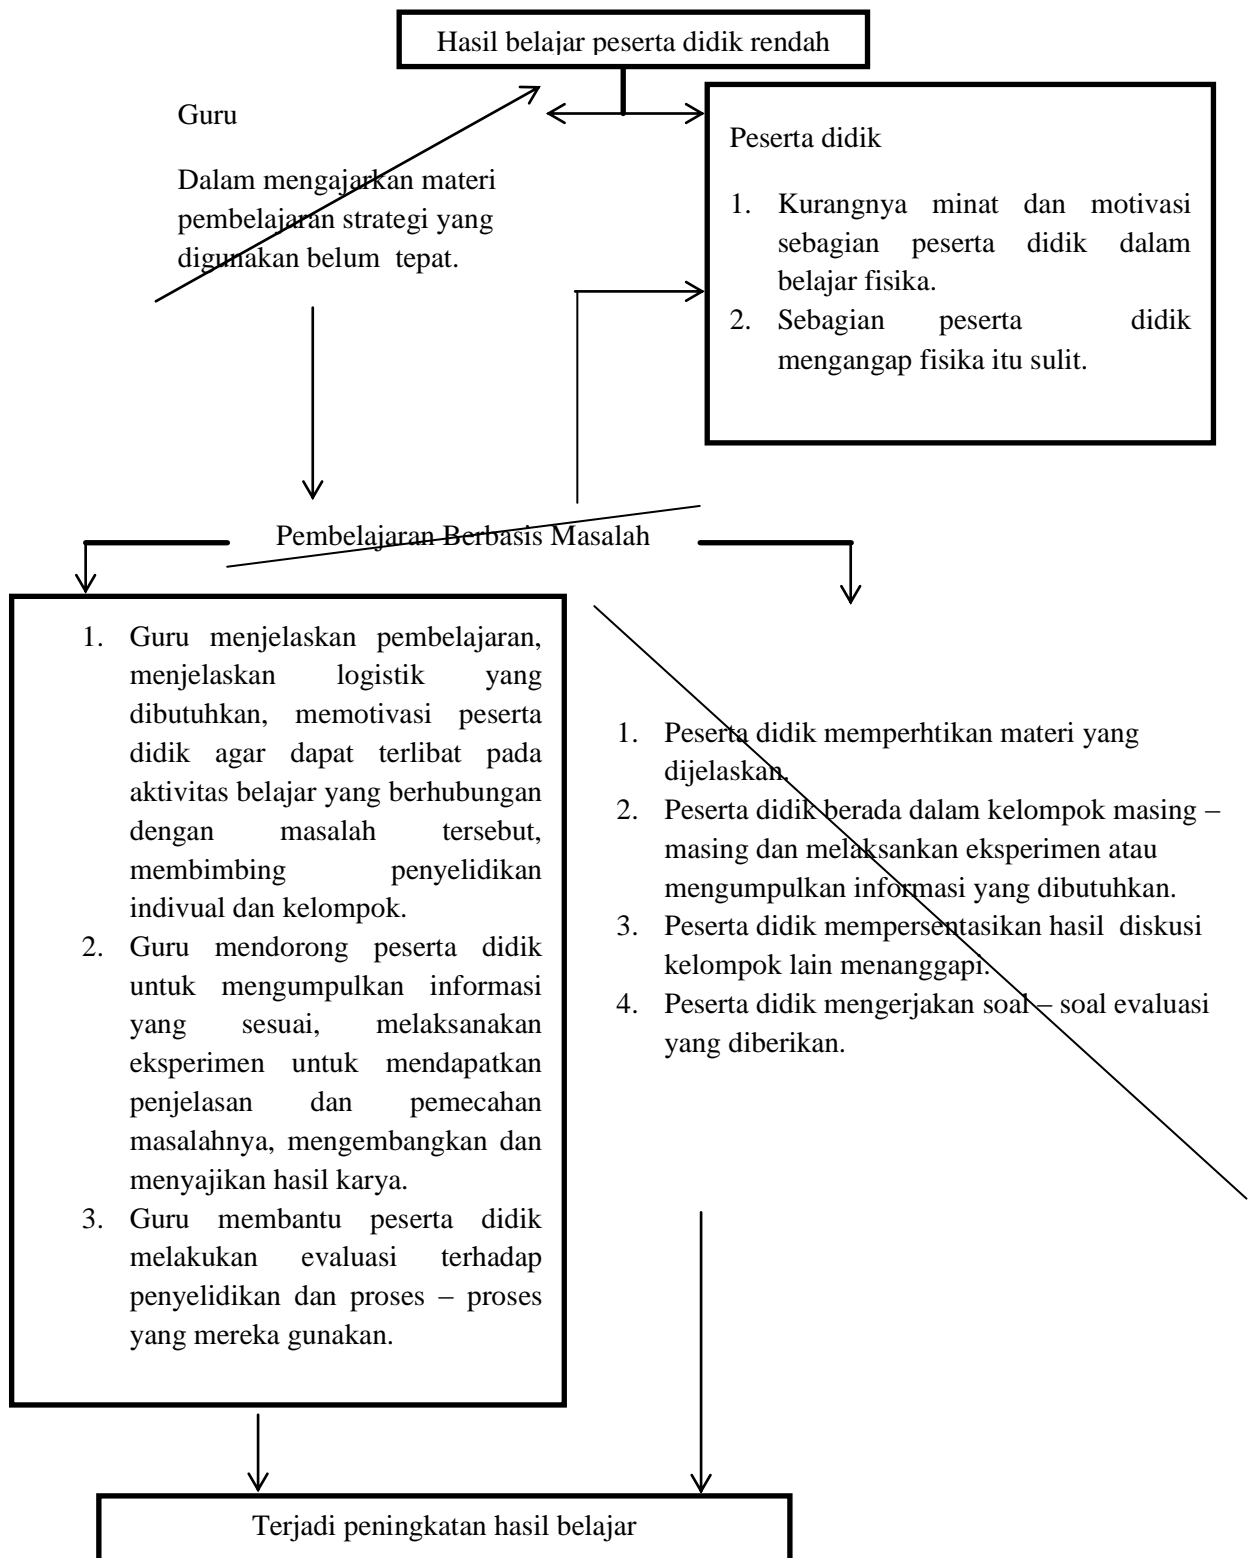 Hasil belajar peserta didik rendah
Guru
Dalam mengajarkan materi
pembelajaran strategi yang
digunakan belum tepat.
Peserta didik
1. Kurangnya minat dan motivasi
sebagian peserta didik dalam
belajar fisika.
2. Sebagian peserta didik
mengangap fisika itu sulit.
Pembelajaran Berbasis Masalah
1. Guru menjelaskan pembelajaran,
menjelaskan logistik yang
dibutuhkan, memotivasi peserta
didik agar dapat terlibat pada
aktivitas belajar yang berhubungan
dengan masalah tersebut,
membimbing penyelidikan
indivual dan kelompok.
2. Guru mendorong peserta didik
untuk mengumpulkan informasi
yang sesuai, melaksanakan
eksperimen untuk mendapatkan
penjelasan dan pemecahan
masalahnya, mengembangkan dan
menyajikan hasil karya.
3. Guru membantu peserta didik
melakukan evaluasi terhadap
penyelidikan dan proses – proses
yang mereka gunakan.
1. Peserta didik memperhtikan materi yang
dijelaskan.
2. Peserta didik berada dalam kelompok masing –
masing dan melaksankan eksperimen atau
mengumpulkan informasi yang dibutuhkan.
3. Peserta didik mempersentasikan hasil diskusi
kelompok lain menanggapi.
4. Peserta didik mengerjakan soal – soal evaluasi
yang diberikan.
Terjadi peningkatan hasil belajar